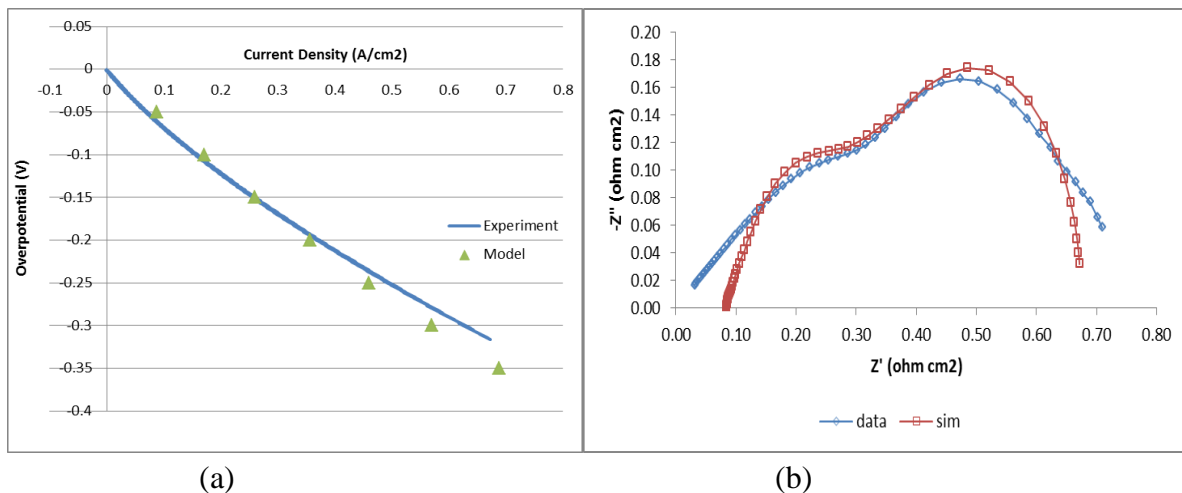 -0.05
Current Density (A/cm2)
0
-0.1 0 0.1 0.2 0.3 0.4 0.5 0.6 0.7 0.8
-0.05
-0.1
-0.15
-0.2
-0.25
-0.3
-0.35
-0.4
Overpotential (V)
Experiment
Model
(a)
0.20
0.18
0.16
0.14
0.12
0.10
0.08
0.06
0.04
0.02
0.00
-Z'' (ohm cm2)
0.00 0.10 0.20 0.30 0.40 0.50 0.60 0.70 0.80
Z' (ohm cm2)
data sim
(b)